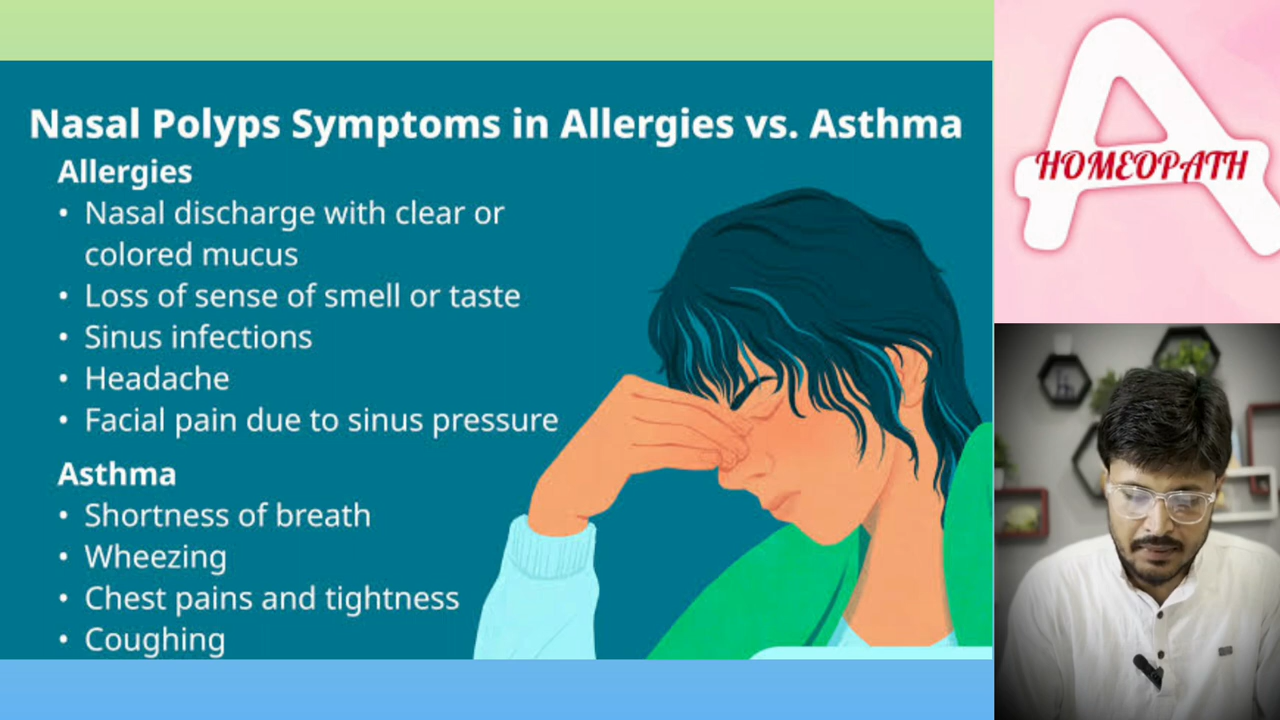 Nasal Polyps Symptoms in Allergies vs. Asthma
Allergies
• Nasal discharge with clear or
colored mucus
• Loss of sense of smell or taste
• Sinus infections
• Headache
• Facial pain due to sinus pressure
Asthma
• Shortness of breath
• Wheezing
• Chest pains and tightness
• Coughing
A
HOMEOPATH